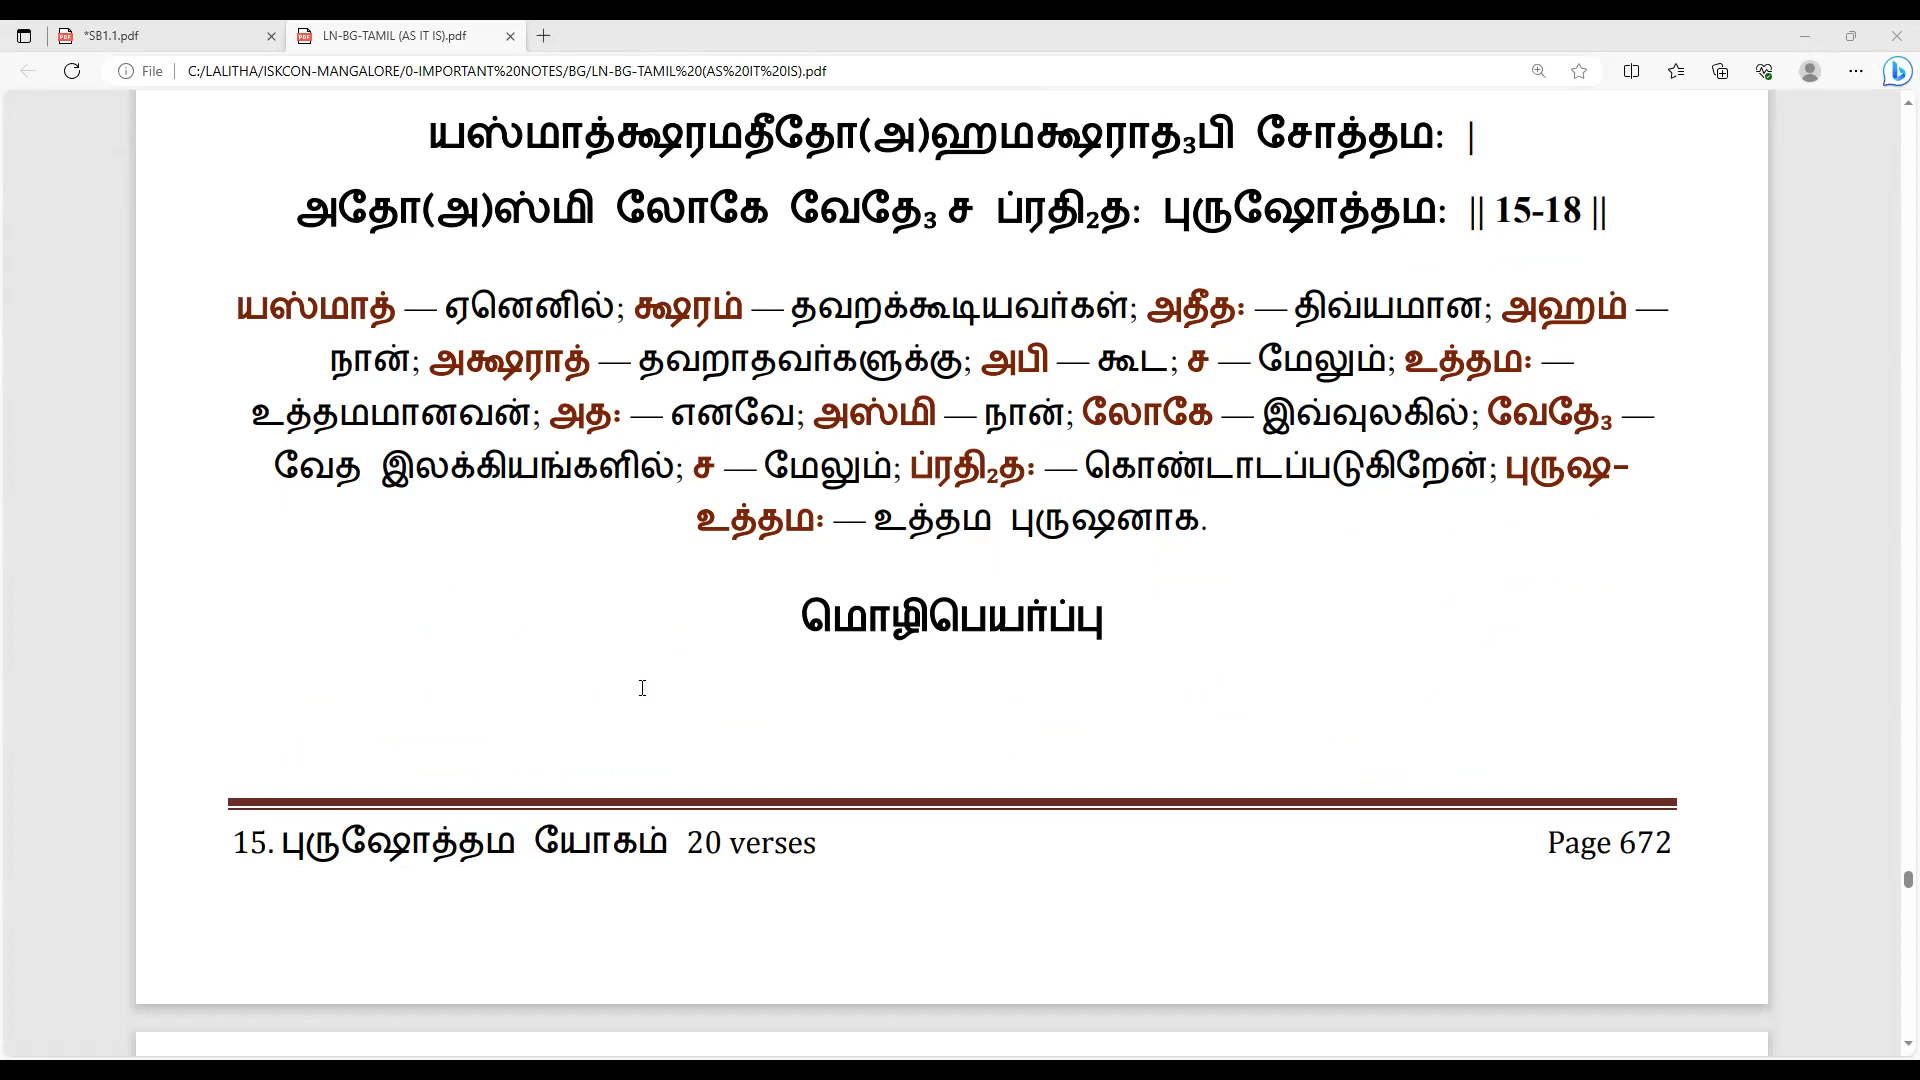 *SB1.1.pdf
LN-BG-TAMIL (AS IT IS).pdf
File
C:/LALITHA/ISKCON-MANGALORE/0-IMPORTANT%20NOTES/BG/LN-BG-TAMIL%20(AS%20IT%20IS).pdf
யஸ்மாத்க்ஷரமதீதோ(அ)ஹமக்ஷராத₃பி சோத்தம: |
அதோ(அ)ஸ்மி லோகே வேதே₃ ச ப்ரதி₂த: புருஷோத்தம: || 15-18 ||
யஸ்மாத் — ஏனெனில்; க்ஷரம் — தவறக்கூடியவர்கள்; அதீத: — திவ்யமான; அஹம் —
நான்; அக்ஷராத் — தவறாதவர்களுக்கு; அபி — கூட; ச — மேலும்; உத்தம: —
உத்தமமானவன்; அத: — எனவே; அஸ்மி — நான்; லோகே — இவ்வுலகில்; வேதே₃ —
வேத இலக்கியங்களில்; ச — மேலும்; ப்ரதி₂த: — கொண்டாடப்படுகிறேன்; புருஷ-
உத்தம: — உத்தம புருஷனாக.
மொழிபெயர்ப்பு
15. புருஷோத்தம யோகம் 20 verses
Page 672